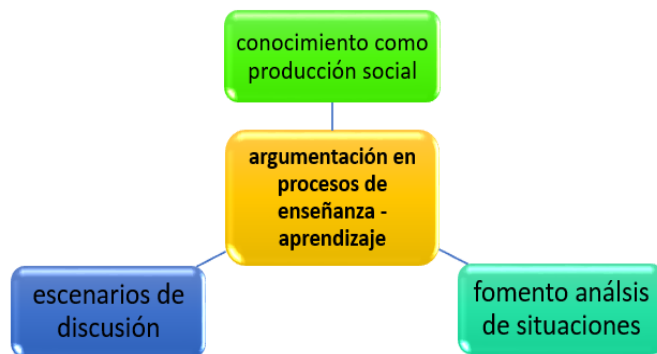 conocimiento como
producción social
argumentación en
procesos de
enseñanza -
aprendizaje
escenarios de
discusión
fomento análsis
de situaciones